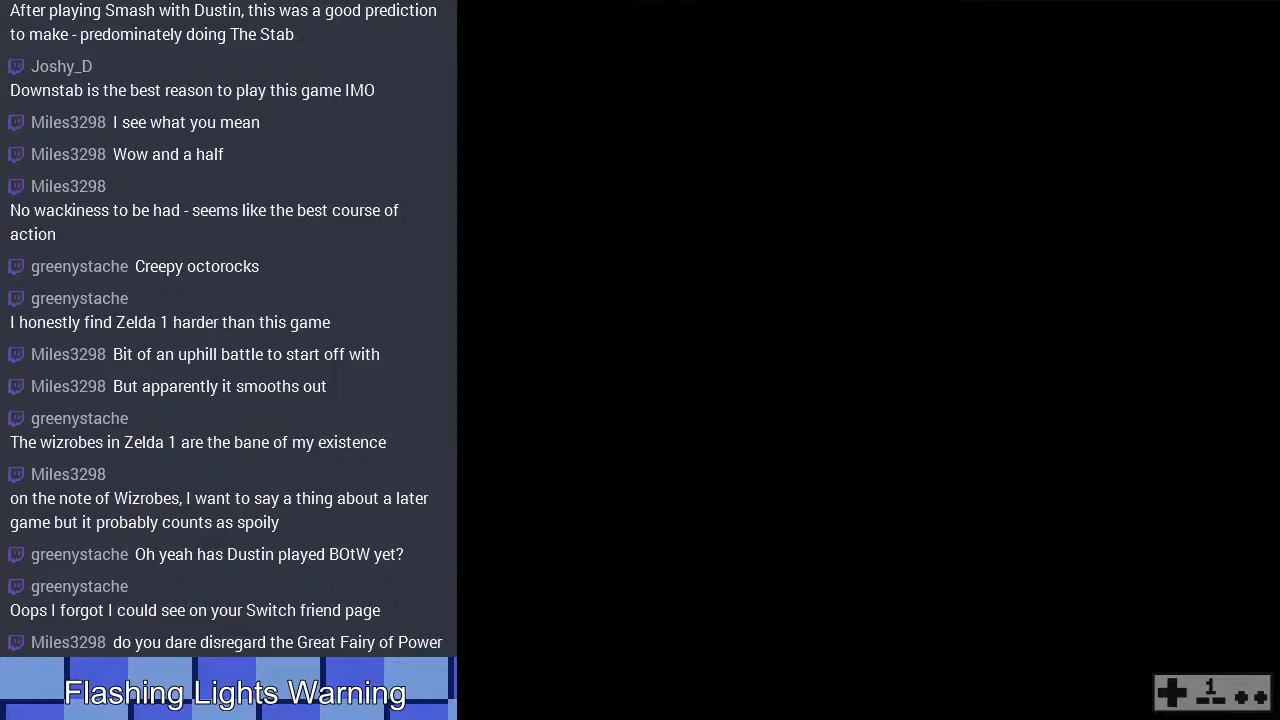 After playing Smash with Dustin, this was a good prediction
to make - predominately doing The Stab
Joshy_D
Downstab is the best reason to play this game IMO
Miles3298 I see what you mean
Miles3298 Wow and a half
Miles3298
No wackiness to be had - seems like the best course of
action
greenystache Creepy octorocks
greenystache
I honestly find Zelda 1 harder than this game
Miles3298 Bit of an uphill battle to start off with
Miles3298 But apparently it smooths out
greenystache
The wizrobes in Zelda 1 are the bane of my existence
Miles3298
on the note of Wizrobes, I want to say a thing about a later
game but it probably counts as spoily
greenystache Oh yeah has Dustin played BOtW yet?
greenystache
Oops I forgot I could see on your Switch friend page
Miles3298 do you dare disregard the Great Fairy of Power
Flashing Lights Warning
1